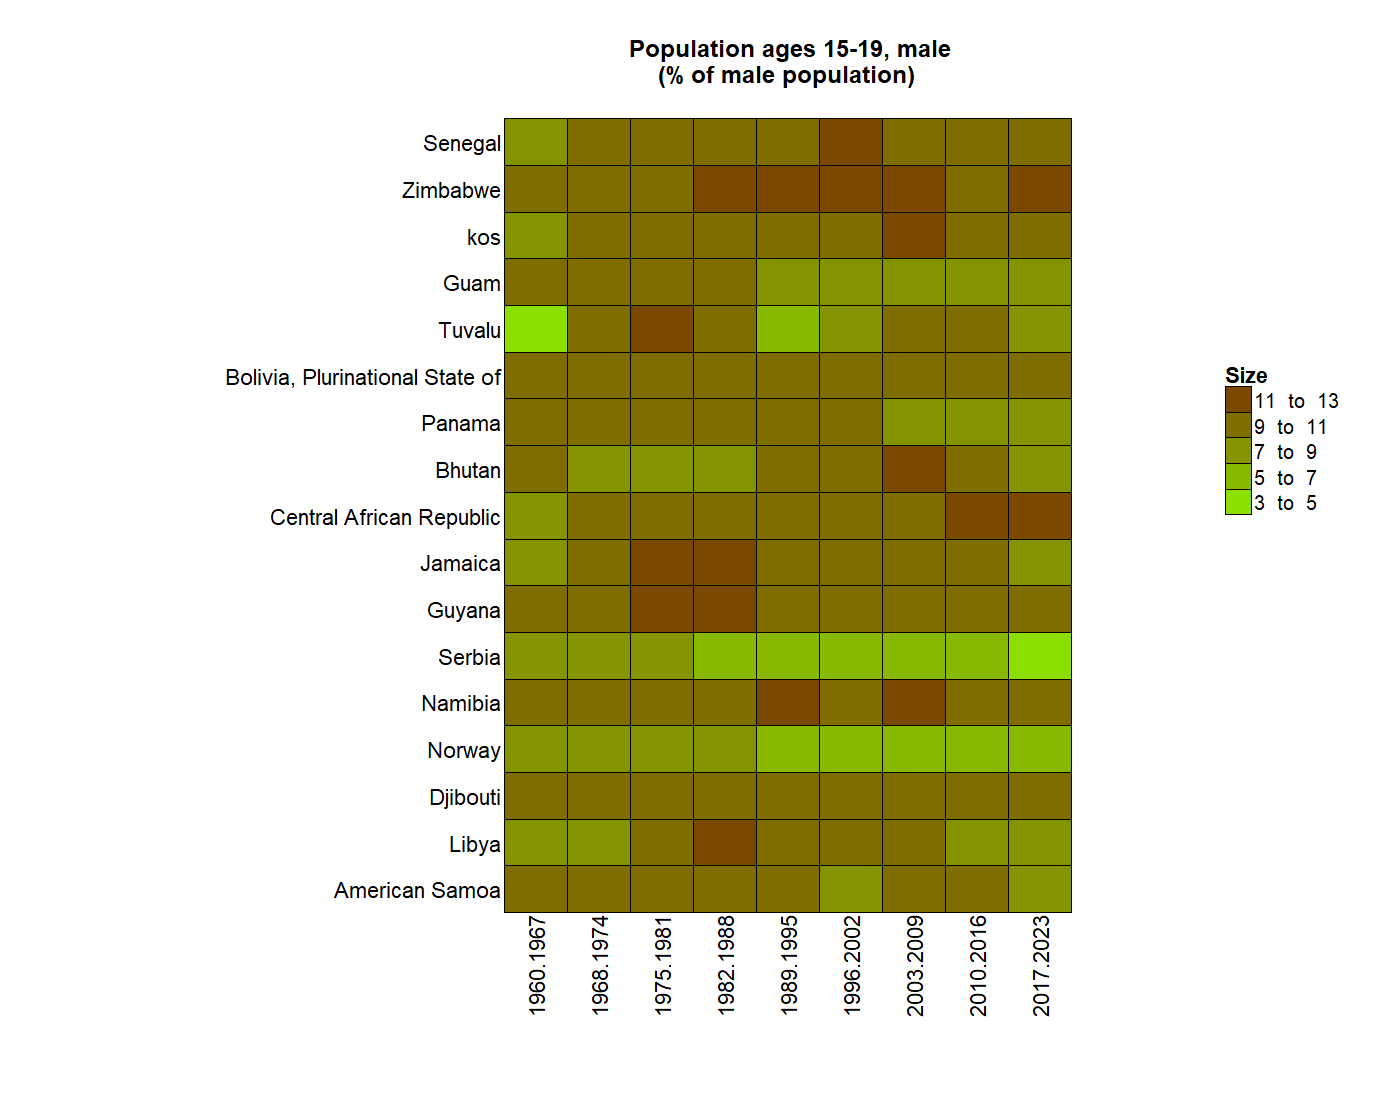 Population ages 15-19, male
(% of male population)
Senegal
Zimbabwe
kos
Guam
Tuvalu
Bolivia, Plurinational State of
Panama
Bhutan
Central African Republic
Jamaica
Guyana
Serbia
Namibia
Norway
Djibouti
Libya
American Samoa
1960.1967
1968.1974
1975.1981
1982.1988
1989.1995
1996.2002
2003.2009
2010.2016
2017.2023
Size
11 to 13
9 to 11
7 to 9
5 to 7
3 to 5